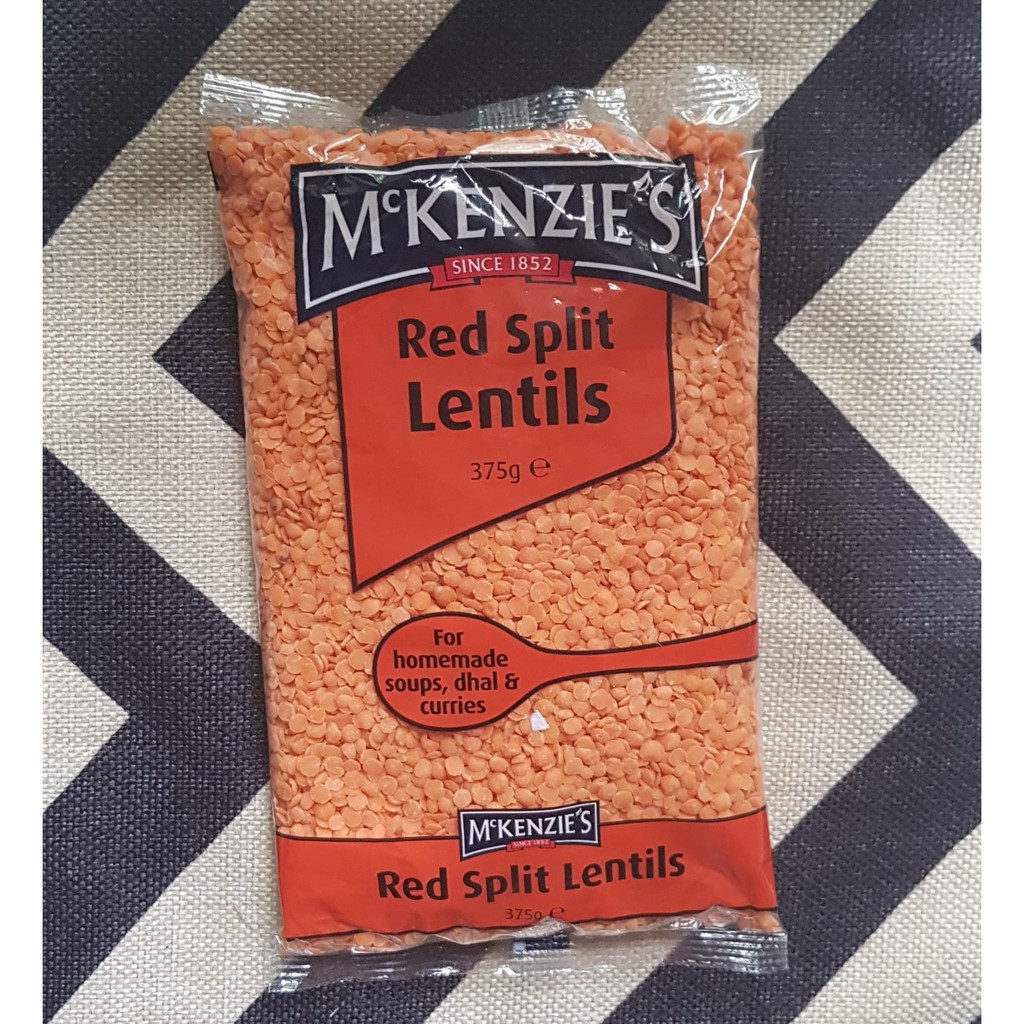 McKENZIE'S
SINCE 1852
Red Split
Lentils
375g ℮
For
homemade
soups, dhal &
curries
McKENZIE'S
SINCE 1852
Red Split Lentils
375g ℮